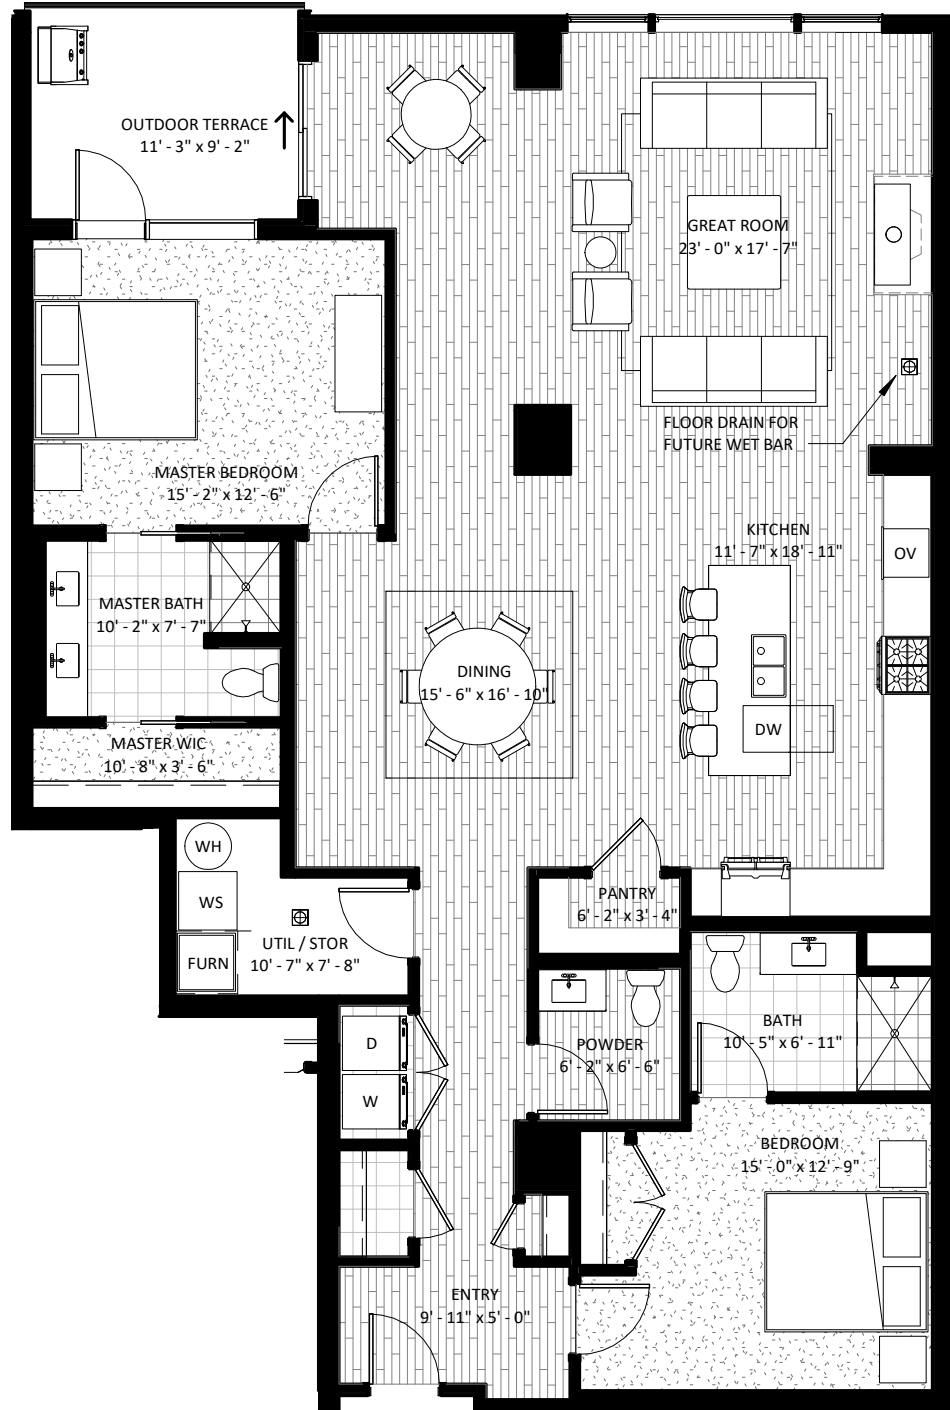 OUTDOOR TERRACE
11' - 3" x 9' - 2"
GREAT ROOM
23' - 0" x 17' - 7"
FLOOR DRAIN FOR
FUTURE WET BAR
MASTER BEDROOM
15' - 2" x 12' - 6"
KITCHEN
11' - 7" x 18' - 11"
OV
MASTER BATH
10' - 2" x 7' - 7"
DINING
15' - 6" x 16' - 10"
DW
MASTER WIC
10' - 8" x 3' - 6"
WH
WS
FURN
UTIL / STOR
10' - 7" x 7' - 8"
PANTRY
6' - 2" x 3' - 4"
D
W
POWDER
6' - 2" x 6' - 6"
BATH
10' - 5" x 6' - 11"
BEDROOM
15' - 0" x 12' - 9"
ENTRY
9' - 11" x 5' - 0"